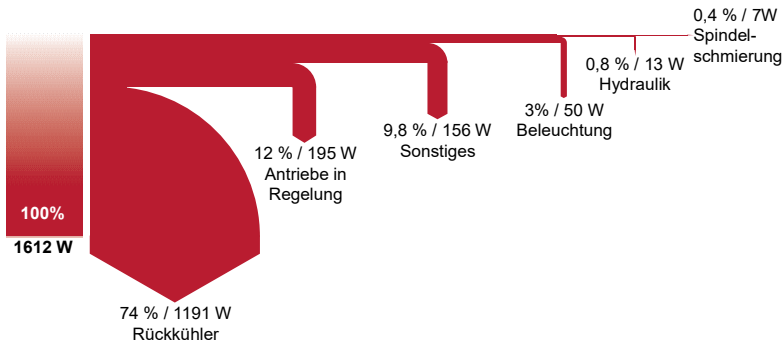 100%
1612 W
74 % / 1191 W
Rückkühler
12 % / 195 W
Antriebe in
Regelung
9,8 % / 156 W
Sonstiges
3% / 50 W
Beleuchtung
0,8 % / 13 W
Hydraulik
0,4 % / 7W
Spindel-
schmierung